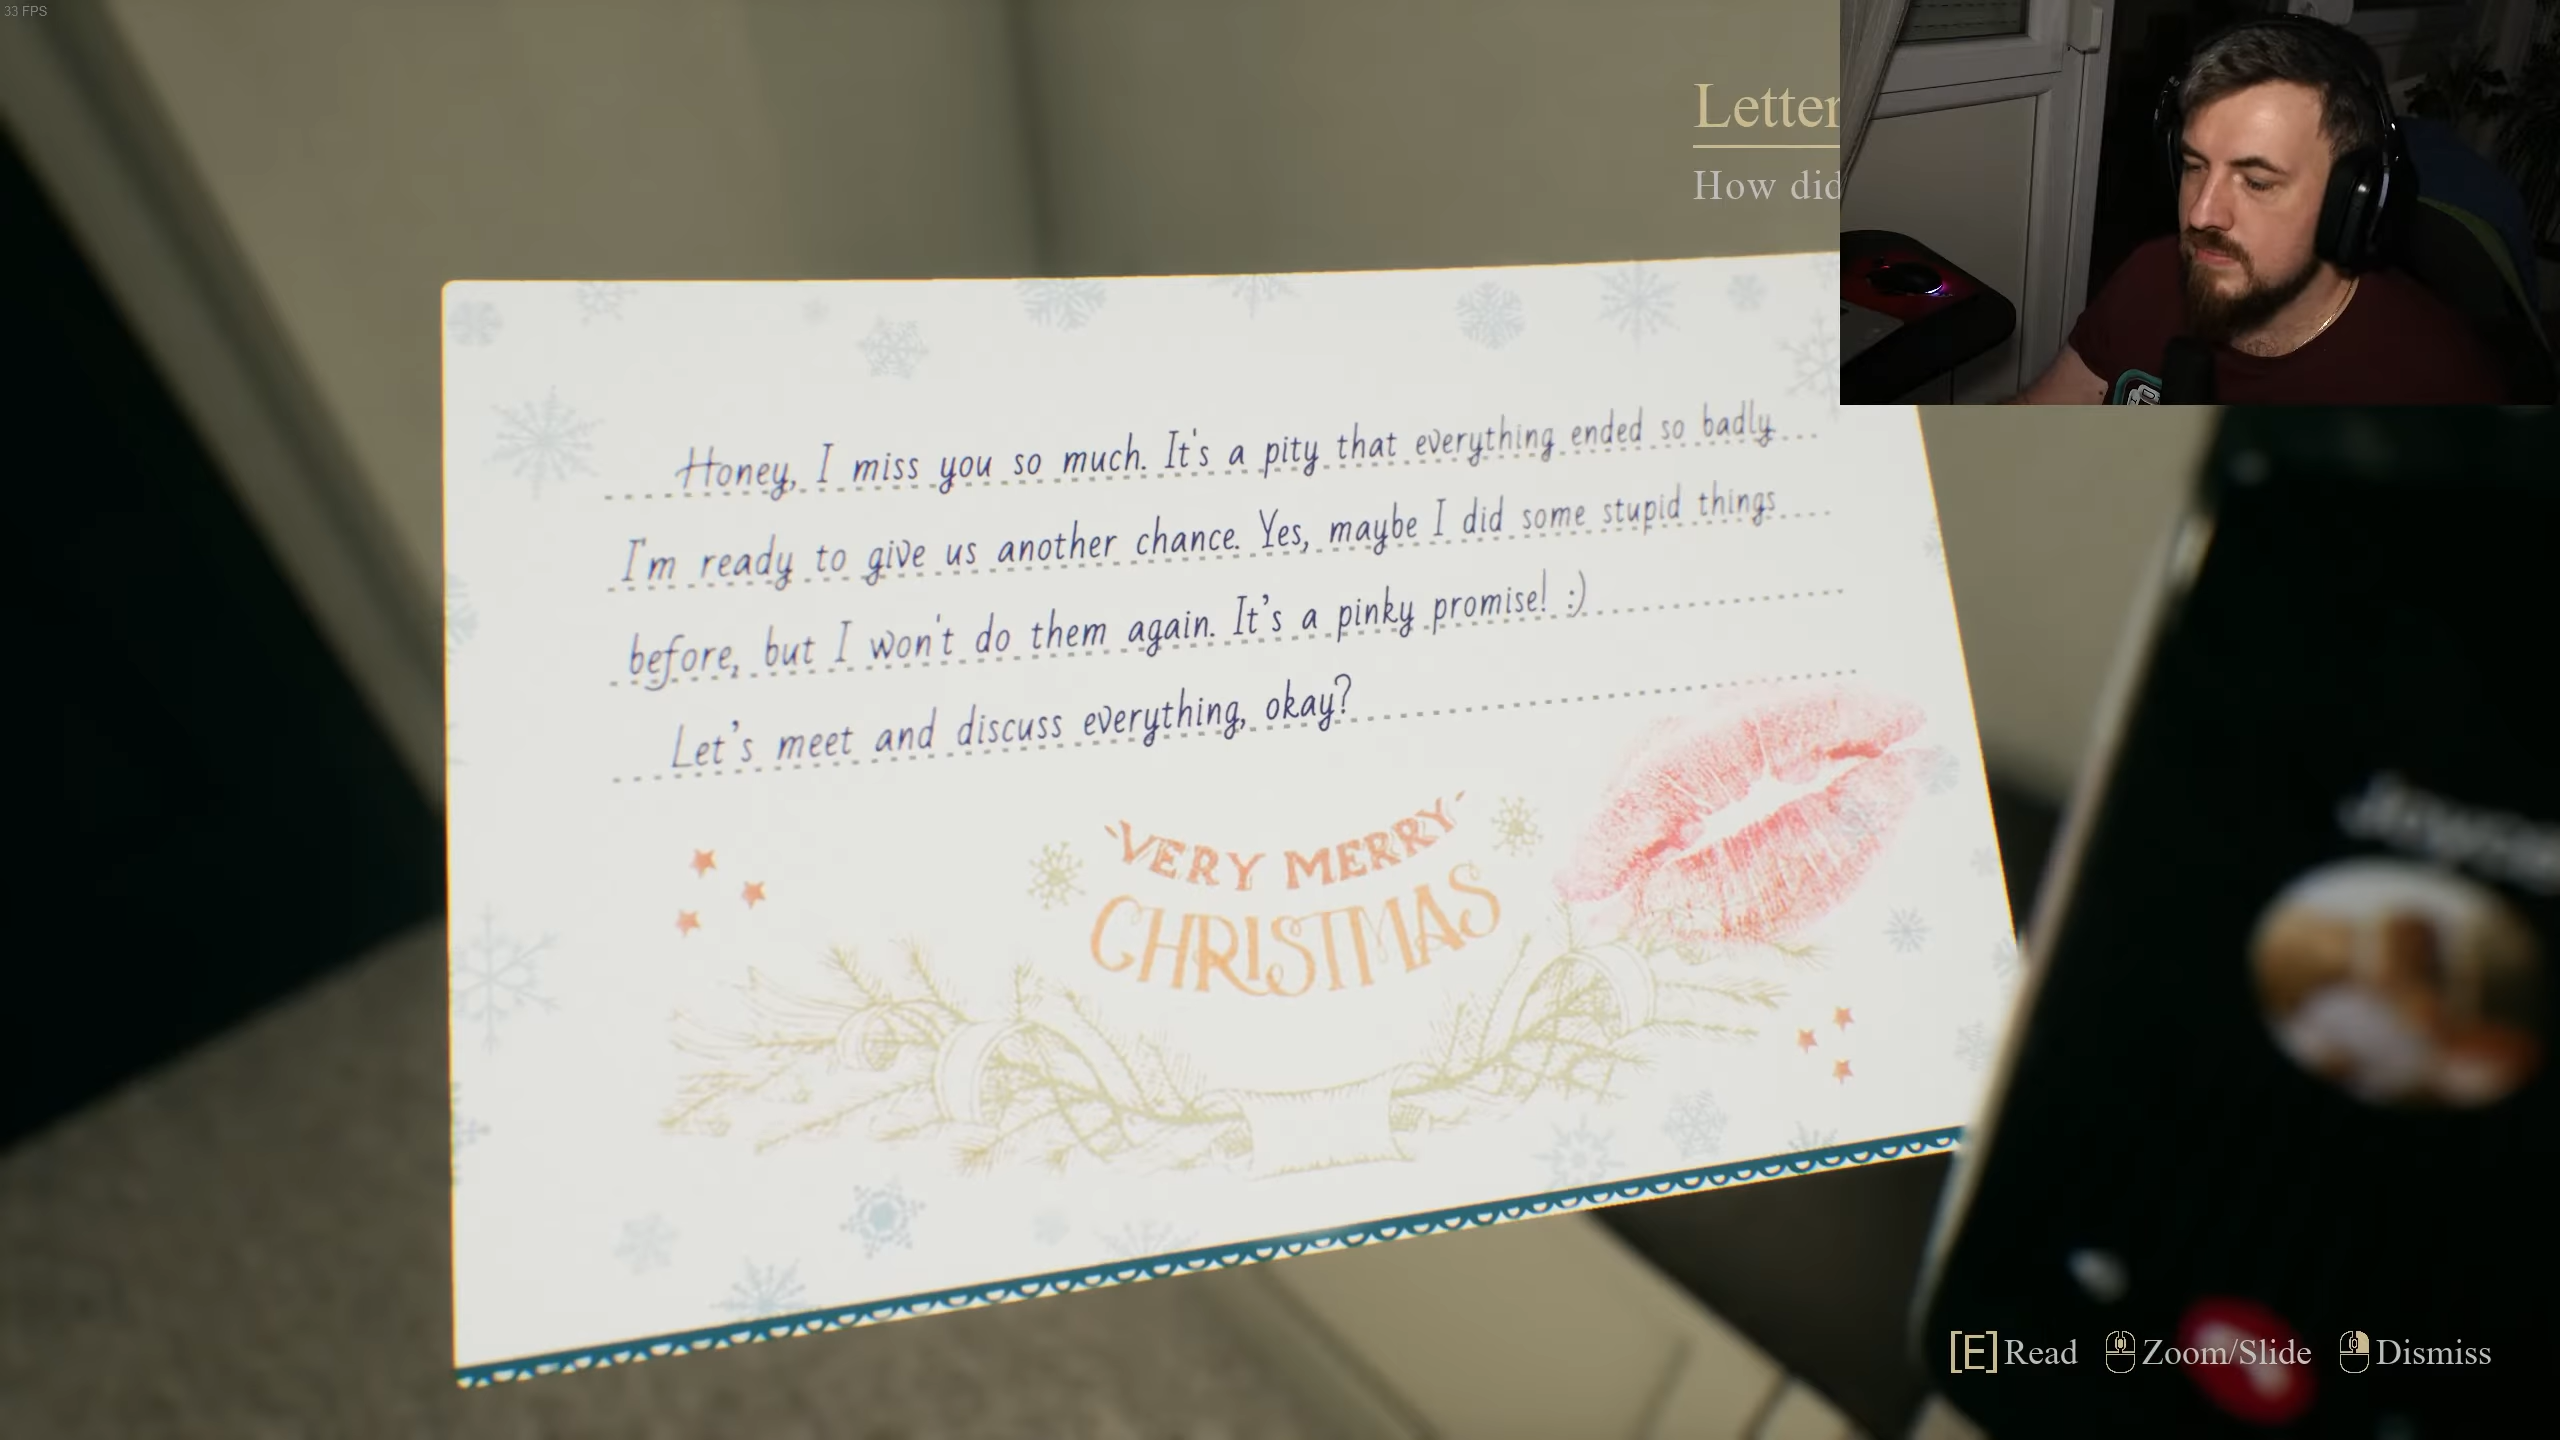 33 FPS
Letter
How did
Honey, I miss you so much. It's a pity that everything ended so badly
I'm ready to give us another chance. Yes, maybe I did some stupid things
before, but I won't do them again. It's a pinky promise! :)
Let's meet and discuss everything, okay?
VERY MERRY
CHRISTMAS
[E] Read Zoom/Slide Dismiss